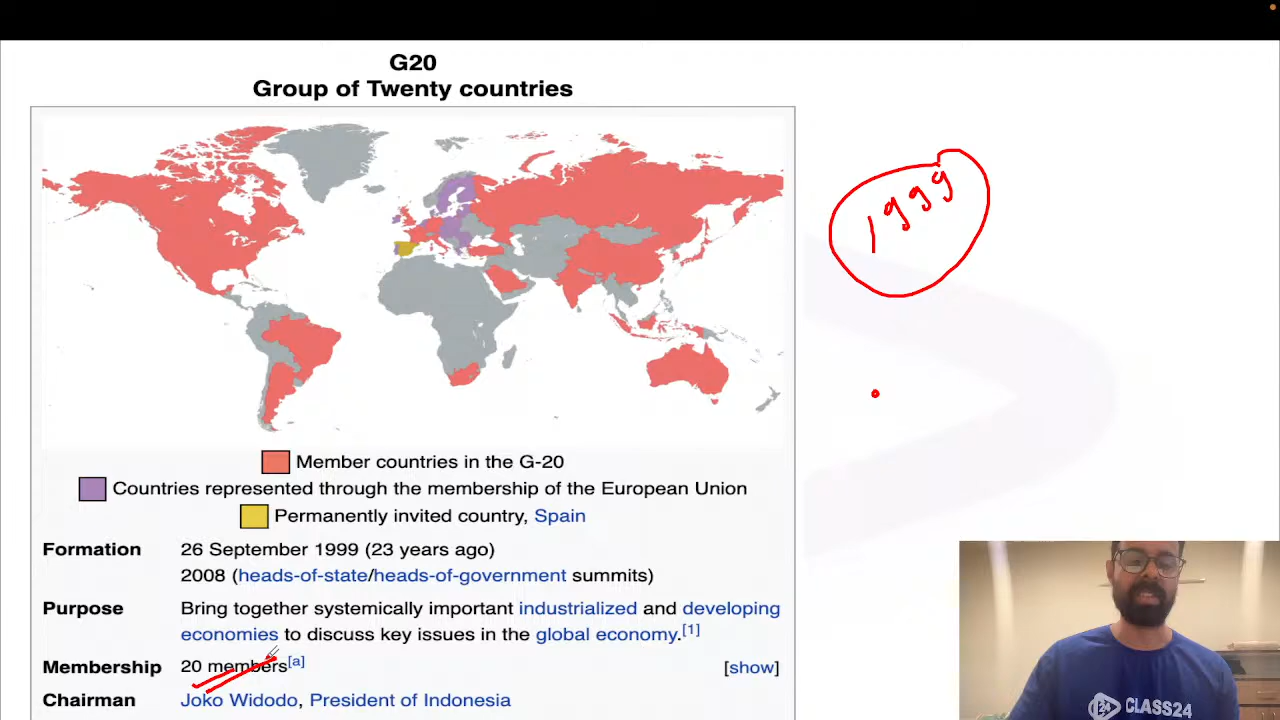 G20
Group of Twenty countries
1999
Member countries in the G-20
Countries represented through the membership of the European Union
Permanently invited country, Spain
Formation 26 September 1999 (23 years ago)
2008 (heads-of-state/heads-of-government summits)
Purpose Bring together systemically important industrialized and developing
economies to discuss key issues in the global economy.[1]
Membership 20 members[a] [show]
Chairman Joko Widodo, President of Indonesia
24 CLASS24